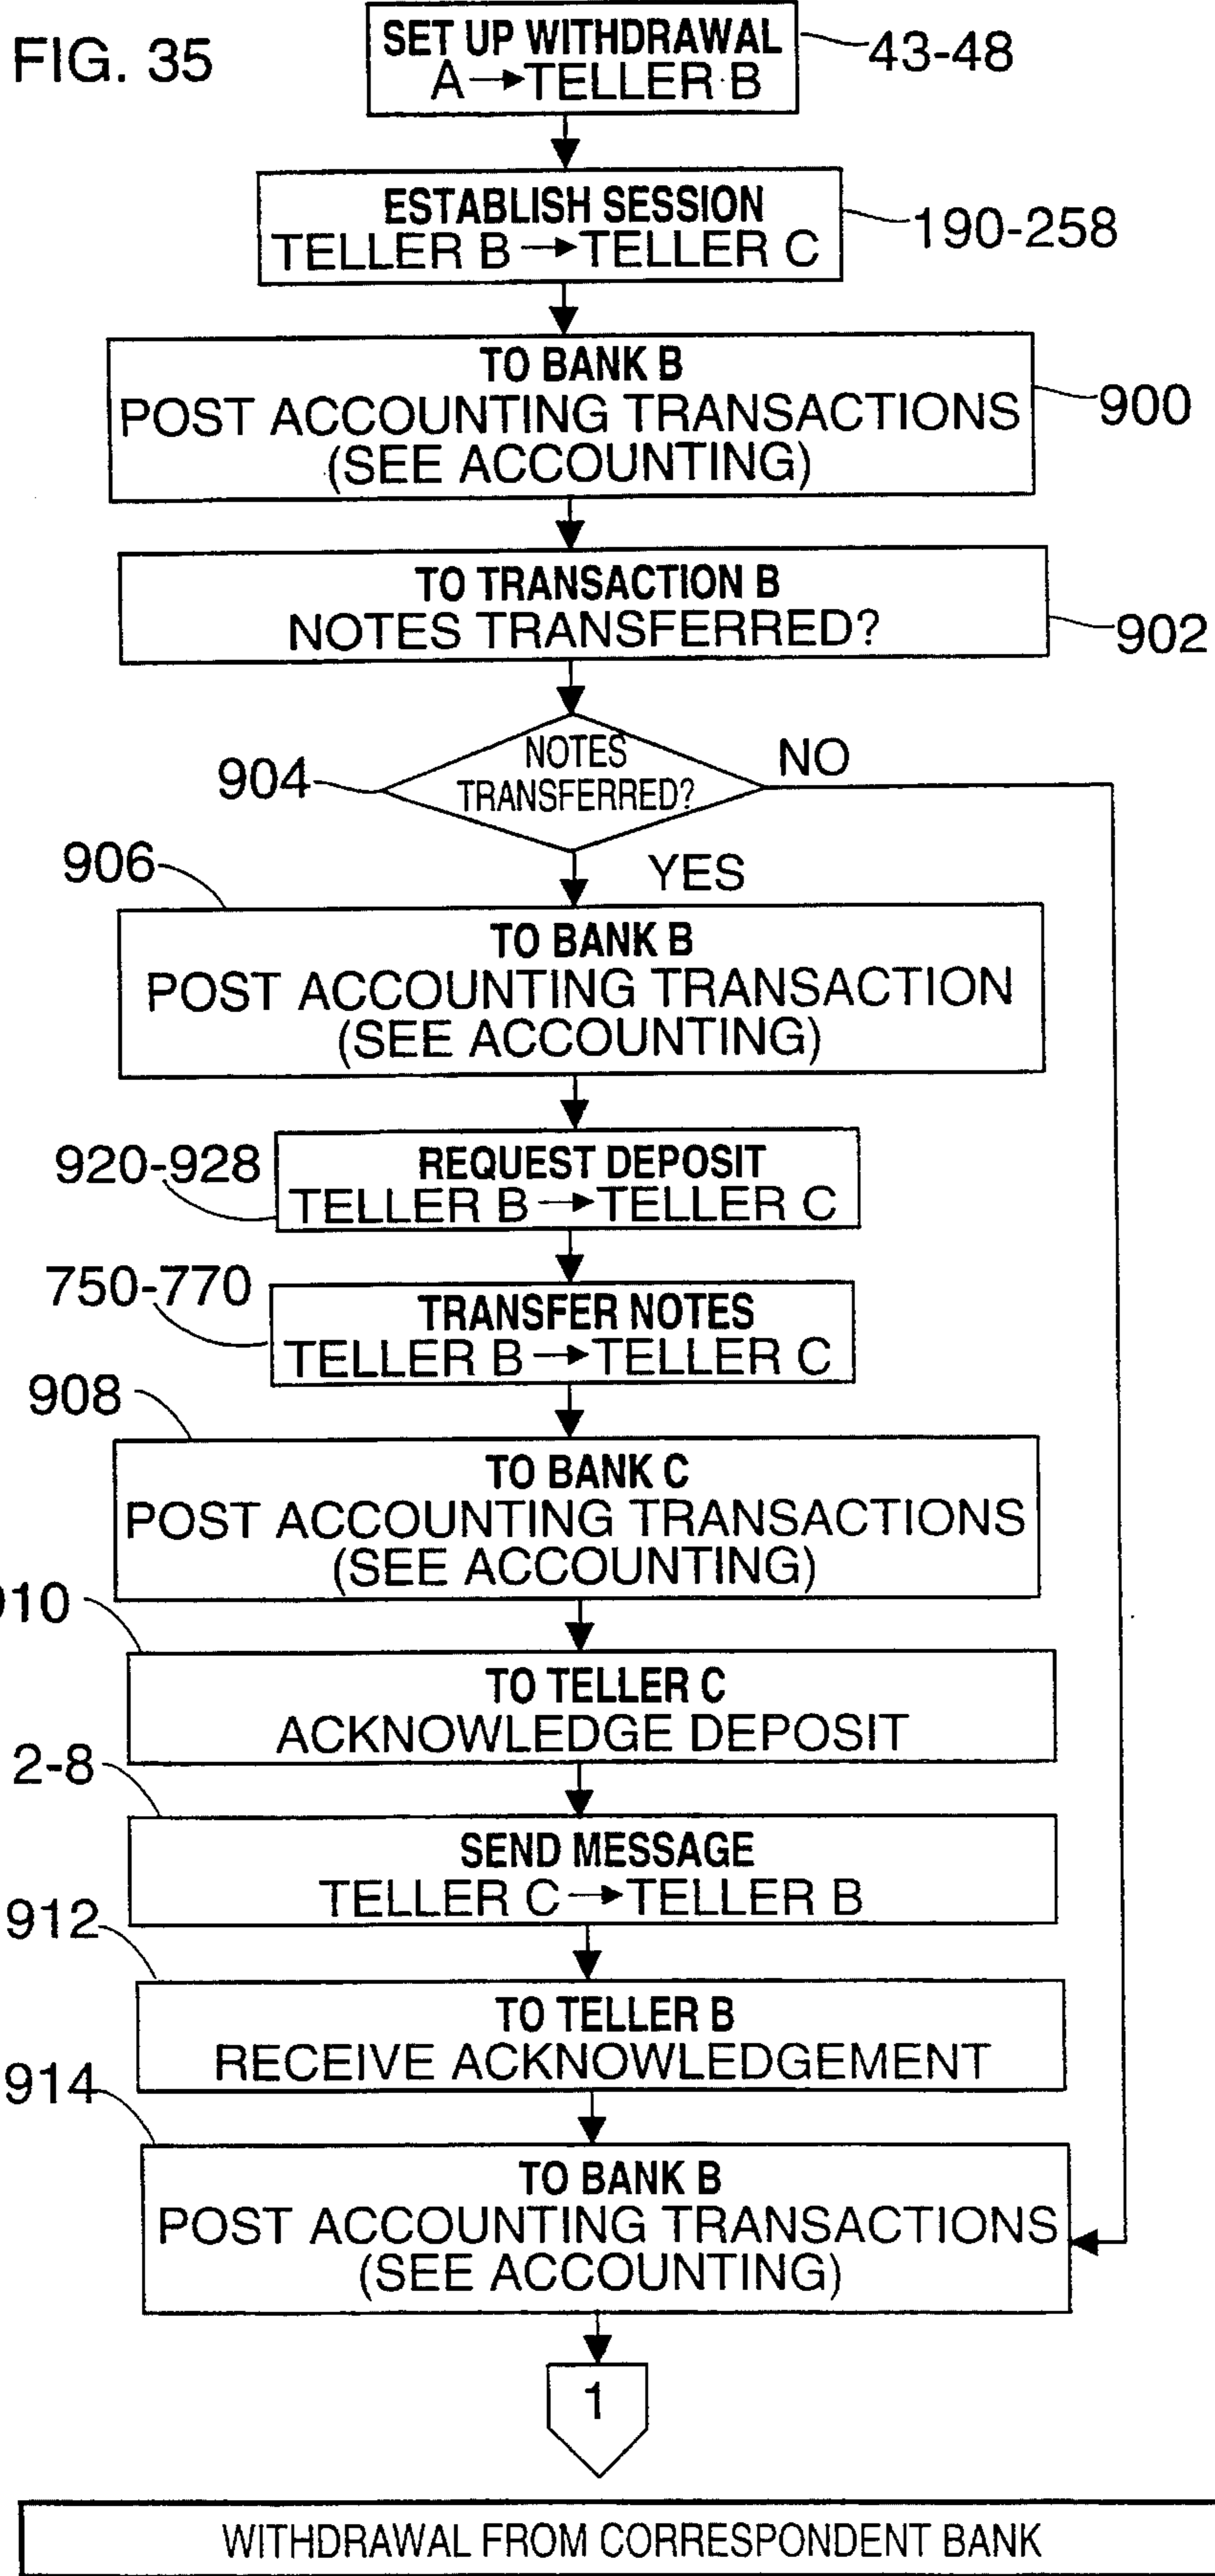 FIG. 35
SET UP WITHDRAWAL
A → TELLER B
43-48
ESTABLISH SESSION
TELLER B → TELLER C
190-258
TO BANK B
POST ACCOUNTING TRANSACTIONS
(SEE ACCOUNTING)
900
TO TRANSACTION B
NOTES TRANSFERRED?
902
904
NOTES
TRANSFERRED?
NO
YES
906
TO BANK B
POST ACCOUNTING TRANSACTION
(SEE ACCOUNTING)
920-928
REQUEST DEPOSIT
TELLER B → TELLER C
750-770
TRANSFER NOTES
TELLER B → TELLER C
908
TO BANK C
POST ACCOUNTING TRANSACTIONS
(SEE ACCOUNTING)
910
TO TELLER C
ACKNOWLEDGE DEPOSIT
2-8
SEND MESSAGE
TELLER C → TELLER B
912
TO TELLER B
RECEIVE ACKNOWLEDGEMENT
914
TO BANK B
POST ACCOUNTING TRANSACTIONS
(SEE ACCOUNTING)
1
WITHDRAWAL FROM CORRESPONDENT BANK